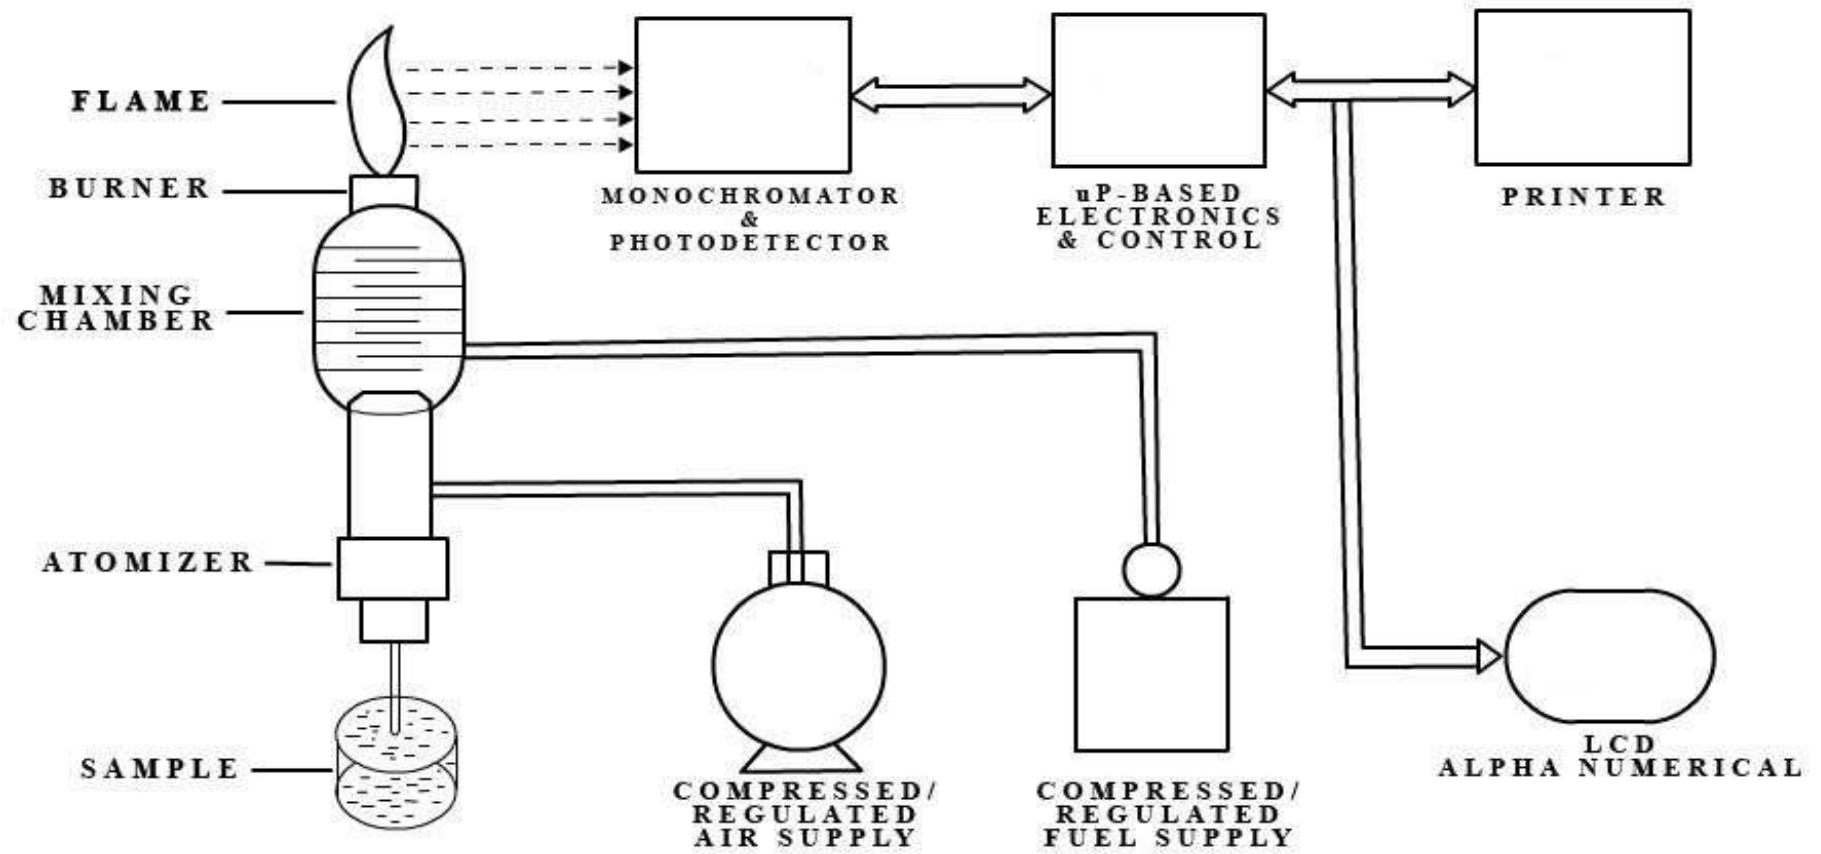 FLAME
BURNER
MIXING
CHAMBER
ATOMIZER
SAMPLE
MONOCHROMATOR
&
PHOTODETECTOR
uP-BASED
ELECTRONICS
& CONTROL
PRINTER
COMPRESSED/
REGULATED
AIR SUPPLY
COMPRESSED/
REGULATED
FUEL SUPPLY
LCD
ALPHA NUMERICAL